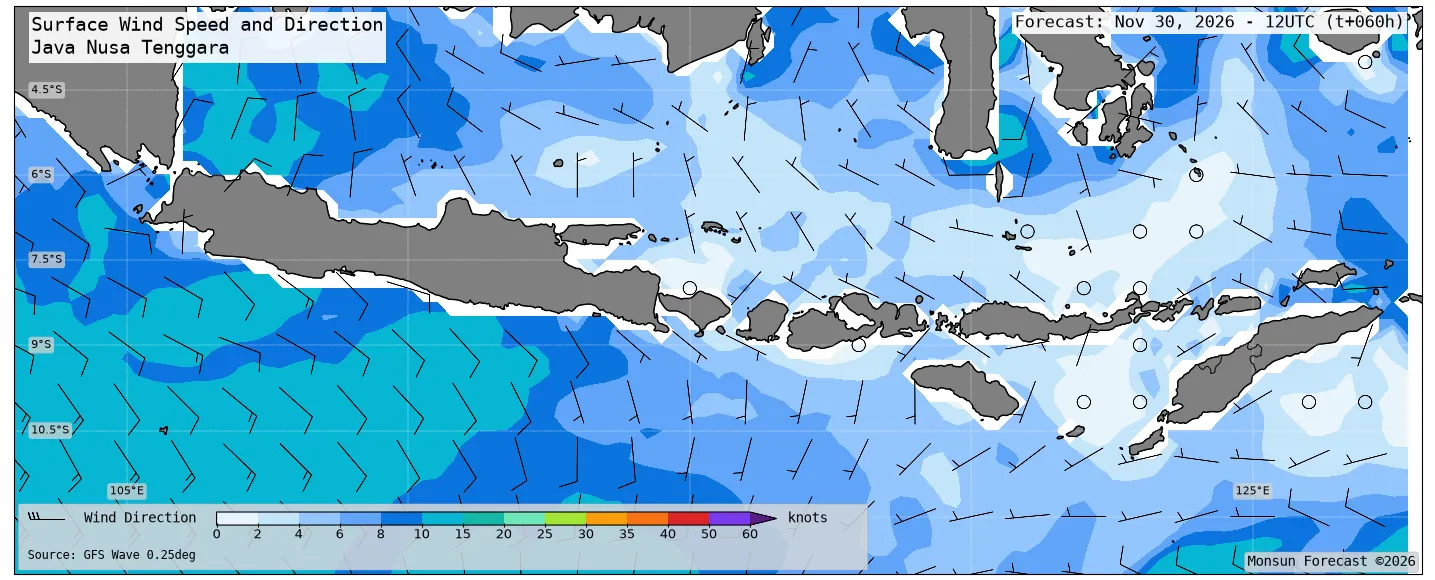 Surface Wind Speed and Direction
Java Nusa Tenggara
Forecast: Nov 30, 2026 - 12UTC (t+060h)
4.5°S
6°S
7.5°S
9°S
10.5°S
105°E
125°E
Wind Direction
0 2 4 6 8 10 15 20 25 30 35 40 50 60
knots
Source: GFS Wave 0.25deg
Monsun Forecast ©2026